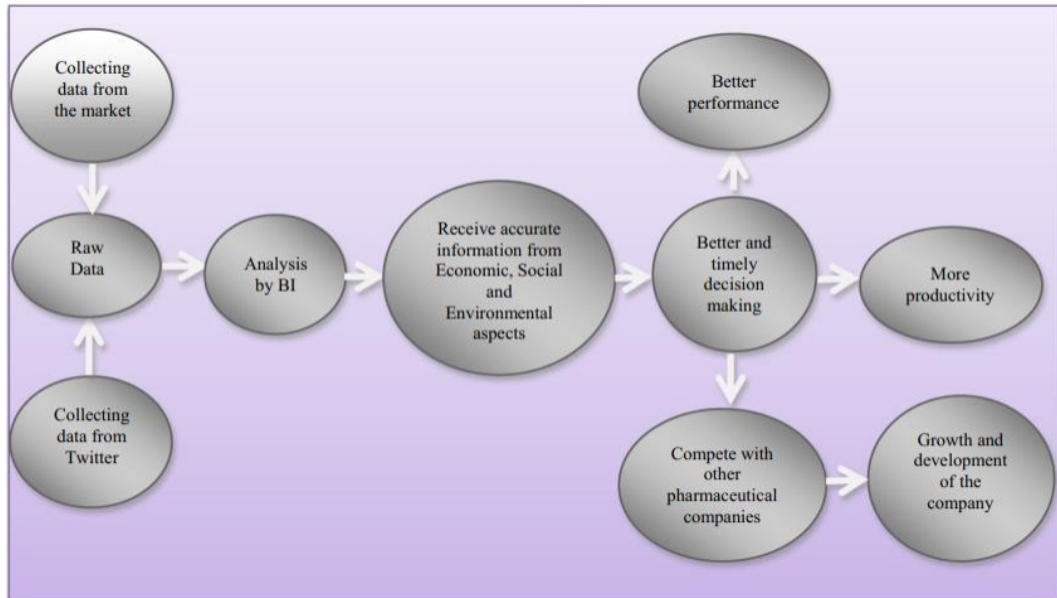 Collecting
data from
the market
Raw
Data
Collecting
data from
Twitter
Analysis
by BI
Receive accurate
information from
Economic, Social
and
Environmental
aspects
Better and
timely
decision
making
Better
performance
More
productivity
Compete with
other
pharmaceutical
companies
Growth and
development
of the
company